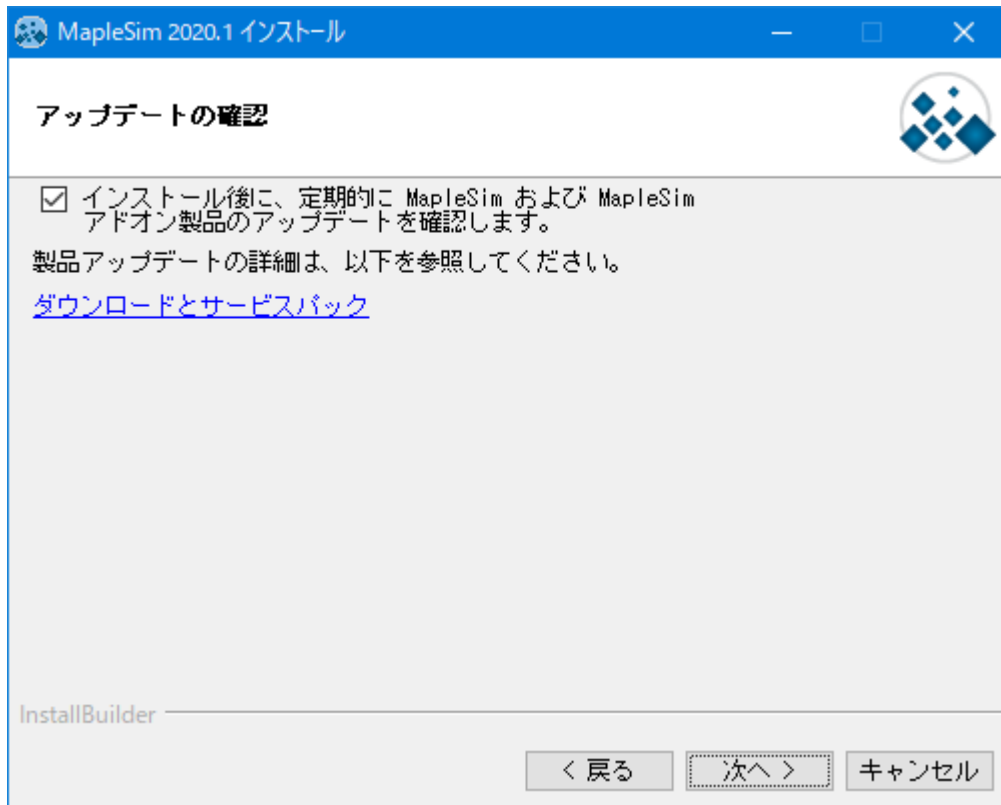 MapleSim 2020.1 インストール
アップデートの確認
インストール後に、定期的に MapleSim および MapleSim
アドオン製品のアップデートを確認します。
製品アップデートの詳細は、以下を参照してください。
ダウンロードとサービスパック
InstallBuilder
< 戻る 次へ > キャンセル